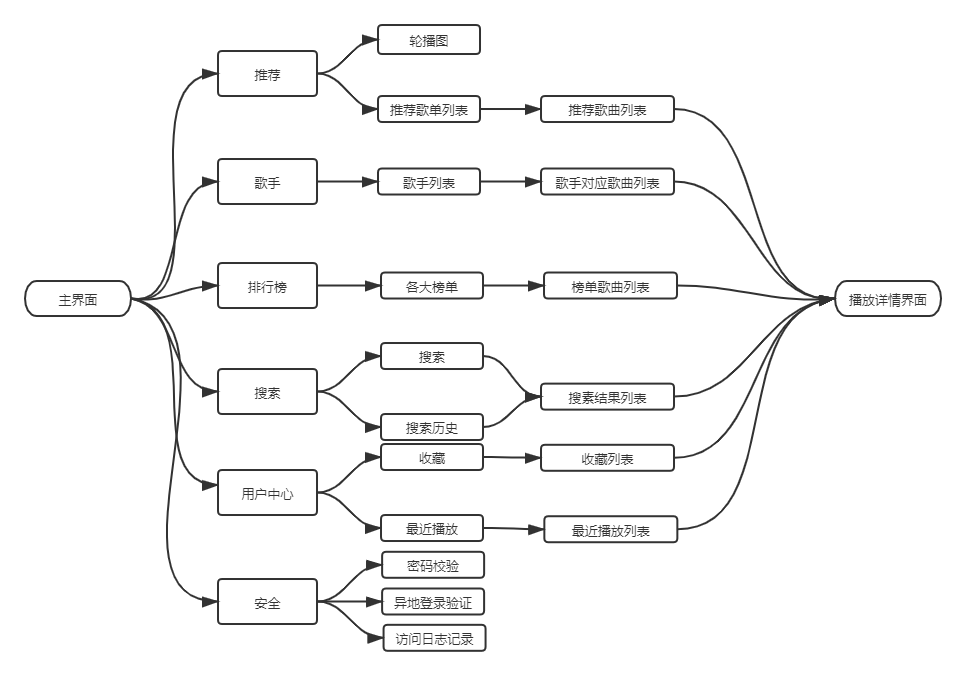 轮播图
推荐
推荐歌单列表
推荐歌曲列表
歌手
歌手列表
歌手对应歌曲列表
主界面
排行榜
各大榜单
榜单歌曲列表
播放详情界面
搜索
搜索
搜索历史
搜素结果列表
用户中心
收藏
收藏列表
最近播放
最近播放列表
安全
密码校验
异地登录验证
访问日志记录